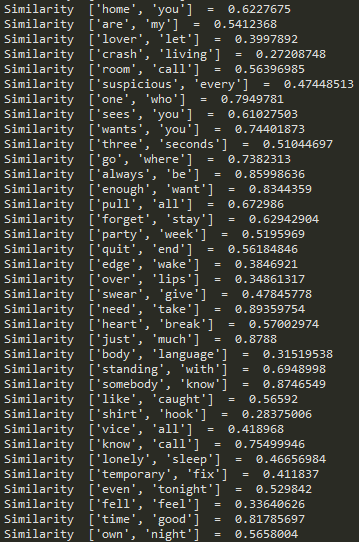 Similarity ['home', 'you'] = 0.6227675
Similarity ['are', 'my'] = 0.5412368
Similarity ['lover', 'let'] = 0.3997892
Similarity ['crash', 'living'] = 0.27208748
Similarity ['room', 'call'] = 0.56396985
Similarity ['suspicious', 'every'] = 0.47448513
Similarity ['one', 'who'] = 0.7949781
Similarity ['sees', 'you'] = 0.61027503
Similarity ['wants', 'you'] = 0.74401873
Similarity ['three', 'seconds'] = 0.51044697
Similarity ['go', 'where'] = 0.7382313
Similarity ['always', 'be'] = 0.85998636
Similarity ['enough', 'want'] = 0.8344359
Similarity ['pull', 'all'] = 0.672986
Similarity ['forget', 'stay'] = 0.62942904
Similarity ['party', 'week'] = 0.5195969
Similarity ['quit', 'end'] = 0.56184846
Similarity ['edge', 'wake'] = 0.3846921
Similarity ['over', 'lips'] = 0.34861317
Similarity ['swear', 'give'] = 0.47845778
Similarity ['need', 'take'] = 0.89359754
Similarity ['heart', 'break'] = 0.57002974
Similarity ['just', 'much'] = 0.8788
Similarity ['body', 'language'] = 0.31519538
Similarity ['standing', 'with'] = 0.6948998
Similarity ['somebody', 'know'] = 0.8746549
Similarity ['like', 'caught'] = 0.56592
Similarity ['shirt', 'hook'] = 0.28375006
Similarity ['vice', 'all'] = 0.418968
Similarity ['know', 'call'] = 0.75499946
Similarity ['lonely', 'sleep'] = 0.46656984
Similarity ['temporary', 'fix'] = 0.411837
Similarity ['even', 'tonight'] = 0.529842
Similarity ['fell', 'feel'] = 0.33640626
Similarity ['time', 'good'] = 0.81785697
Similarity ['own', 'night'] = 0.5658004